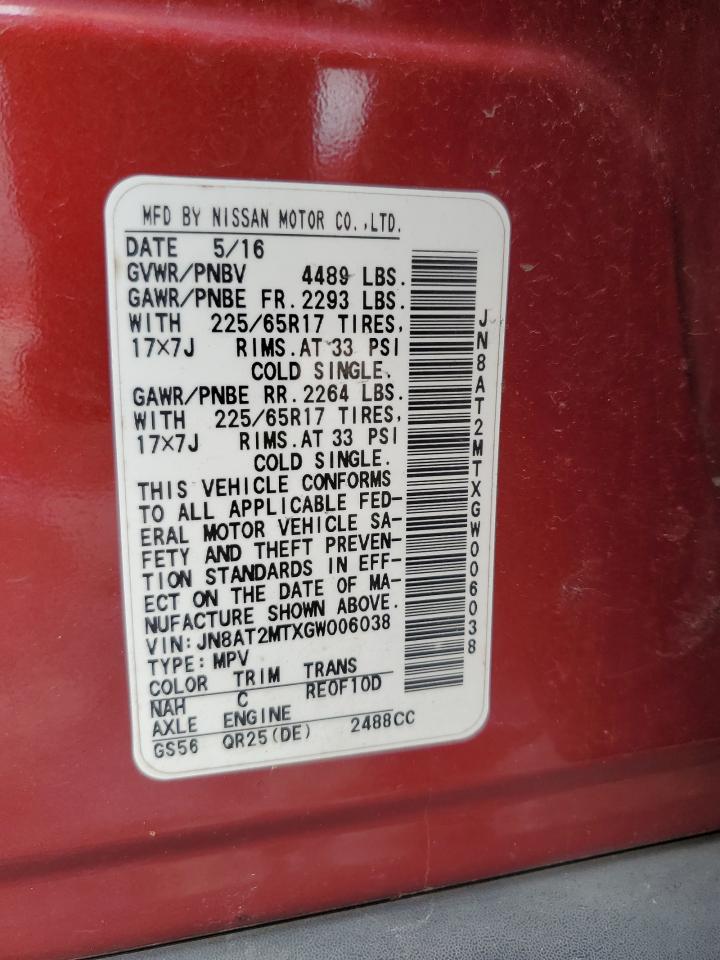 MFD BY NISSAN MOTOR CO.,LTD.
DATE 5/16
GVWR/PNBV 4489 LBS.
GAWR/PNBE FR. 2293 LBS.
WITH 225/65R17 TIRES,
17×7J RIMS. AT 33 PSI
COLD SINGLE.
GAWR/PNBE RR. 2264 LBS.
WITH 225/65R17 TIRES,
17×7J RIMS. AT 33 PSI
COLD SINGLE.
THIS VEHICLE CONFORMS
TO ALL APPLICABLE FED-
ERAL MOTOR VEHICLE SA-
FETY AND THEFT PREVEN-
TION STANDARDS IN EFF-
ECT ON THE DATE OF MA-
NUFACTURE SHOWN ABOVE.
VIN: JN8AT2MTXGW006038
TYPE: MPV
COLOR TRIM TRANS
NAH C RE0F10D
AXLE ENGINE
GS56 QR25(DE) 2488CC
JN8AT2MTXGW006038